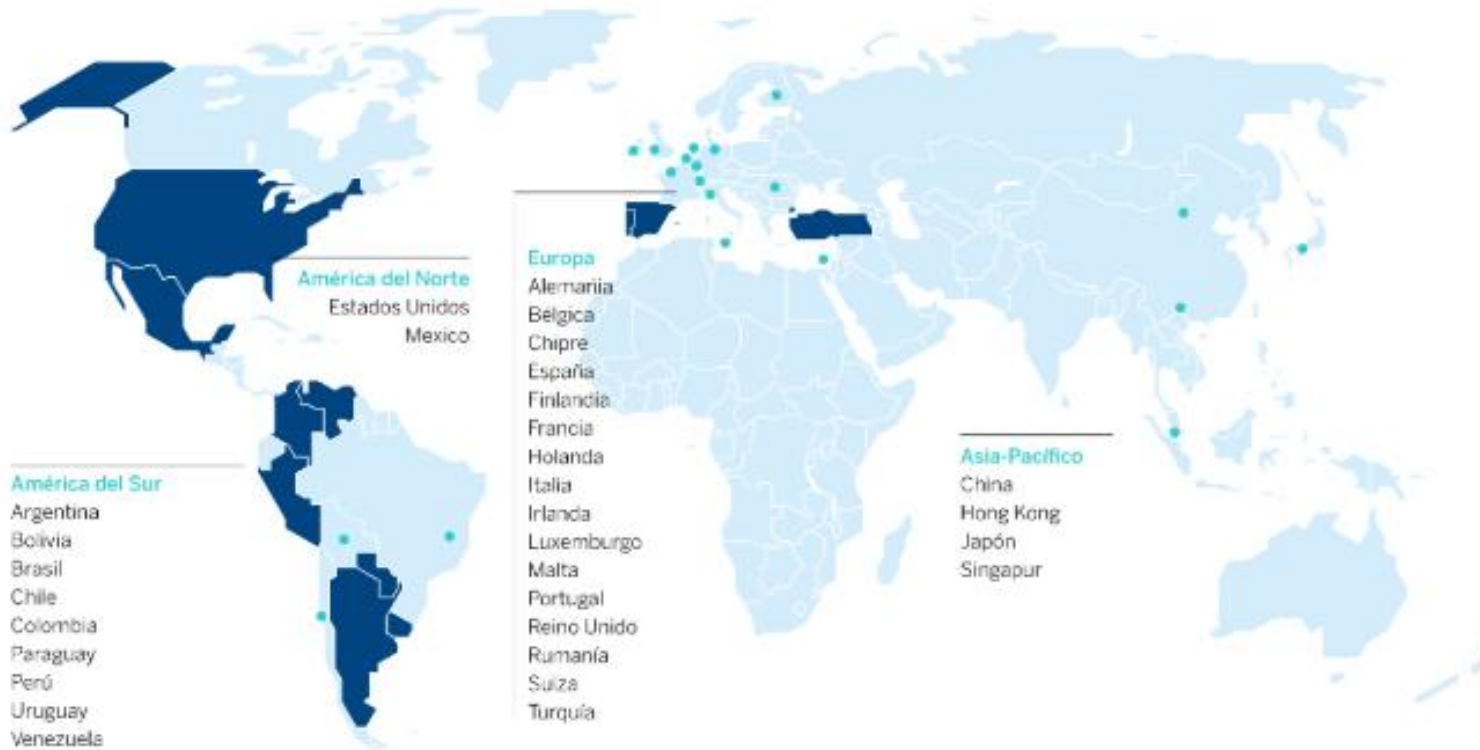 América del Norte
Estados Unidos
Mexico
América del Sur
Argentina
Bolivia
Brasil
Chile
Colombia
Paraguay
Perú
Uruguay
Venezuela
Europa
Alemania
Bélgica
Chipre
España
Finlandia
Francia
Holanda
Italia
Irlanda
Luxemburgo
Malta
Portugal
Reino Unido
Rumanía
Suiza
Turquía
Asia-Pacífico
China
Hong Kong
Japón
Singapur